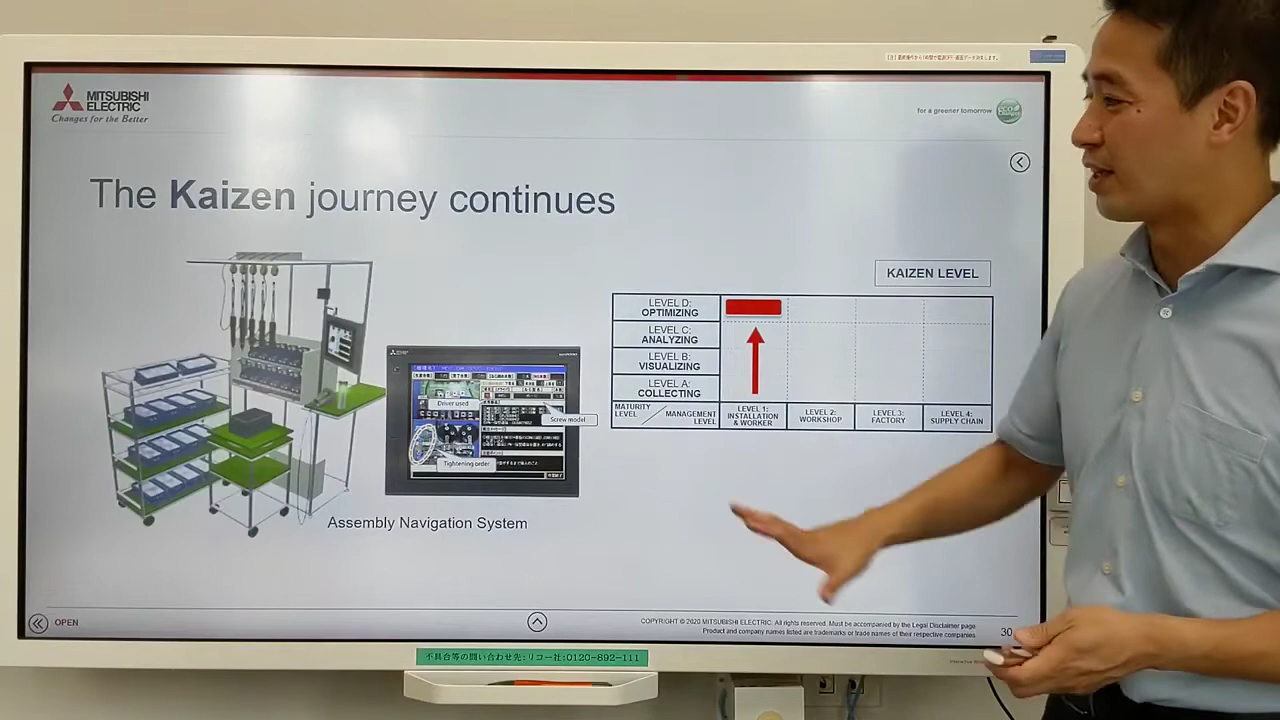 MITSUBISHI
ELECTRIC
Changes for the Better
for a greener tomorrow
eco
changes
The Kaizen journey continues
KAIZEN LEVEL
LEVEL D:
OPTIMIZING
LEVEL C:
ANALYZING
LEVEL B:
VISUALIZING
LEVEL A:
COLLECTING
MATURITY
LEVEL
MANAGEMENT
LEVEL
LEVEL 1:
INSTALLATION
& WORKER
LEVEL 2:
WORKSHOP
LEVEL 3:
FACTORY
LEVEL 4:
SUPPLY CHAIN
Driver used
Screw model
Tightening order
Assembly Navigation System
OPEN
COPYRIGHT © 2020 MITSUBISHI ELECTRIC. All rights reserved. Must be accompanied by the Legal Disclaimer page
Product and company names listed are trademarks or trade names of their respective companies
30
不具合等の問い合わせ先:リコー社:0120-892-111